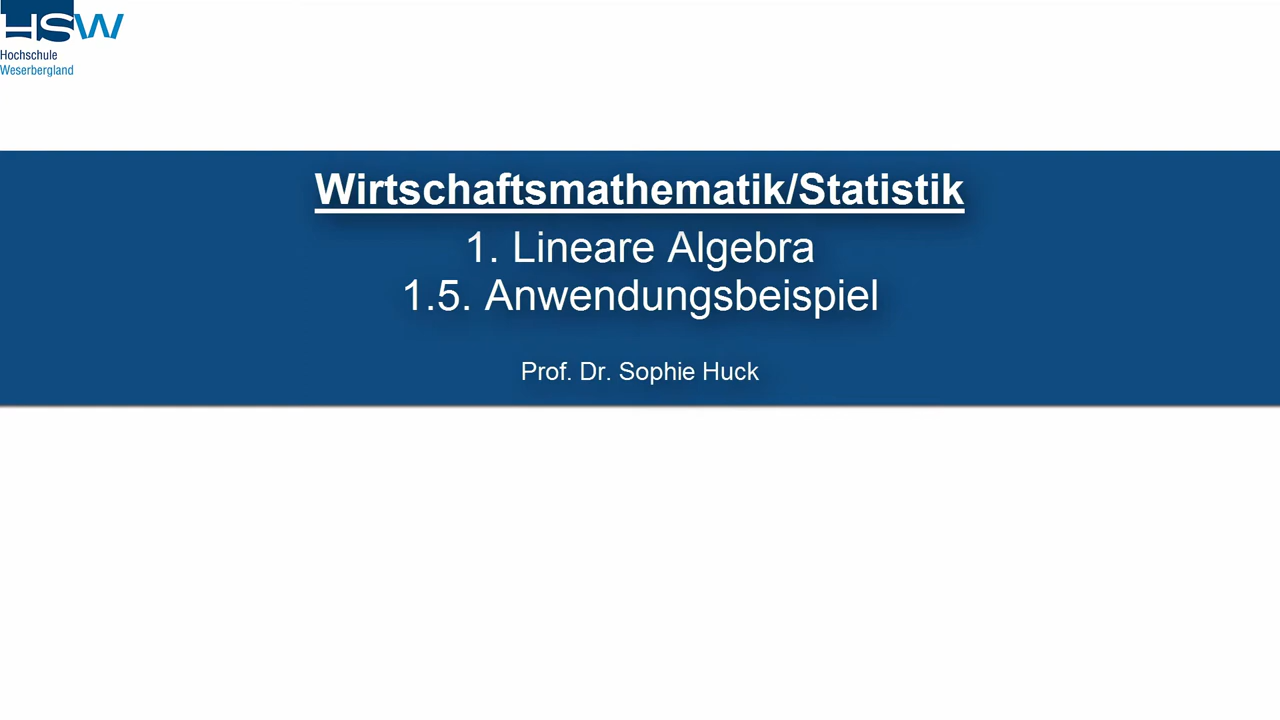 HSW
Hochschule
Weserbergland
Wirtschaftsmathematik/Statistik
1. Lineare Algebra
1.5. Anwendungsbeispiel
Prof. Dr. Sophie Huck